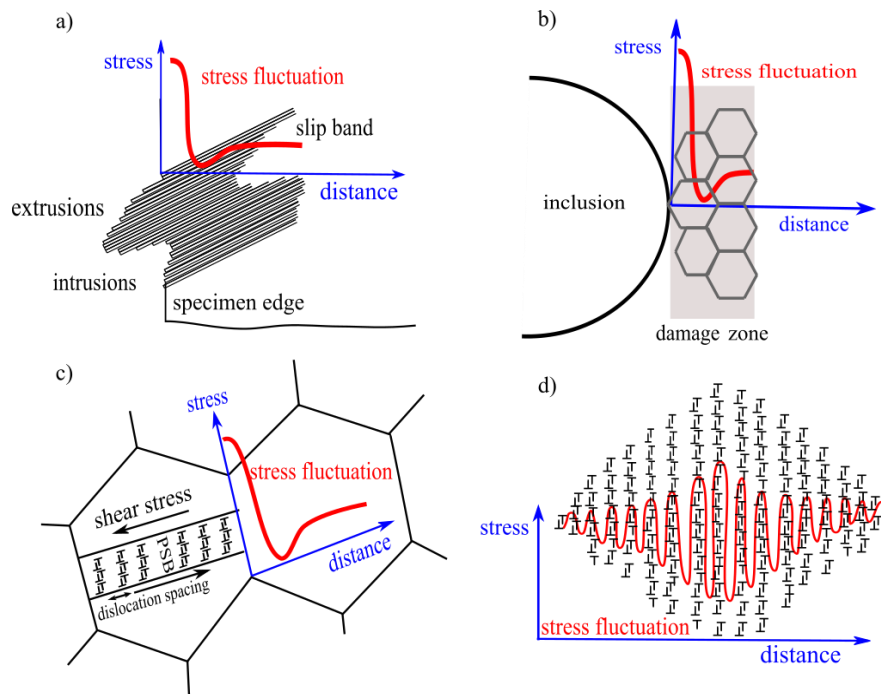 a)
stress
stress fluctuation
slip band
distance
extrusions
intrusions
specimen edge
b)
stress
stress fluctuation
inclusion
distance
damage zone
c)
stress
stress fluctuation
shear stress
PSB
distance
dislocation spacing
d)
stress
stress fluctuation
distance